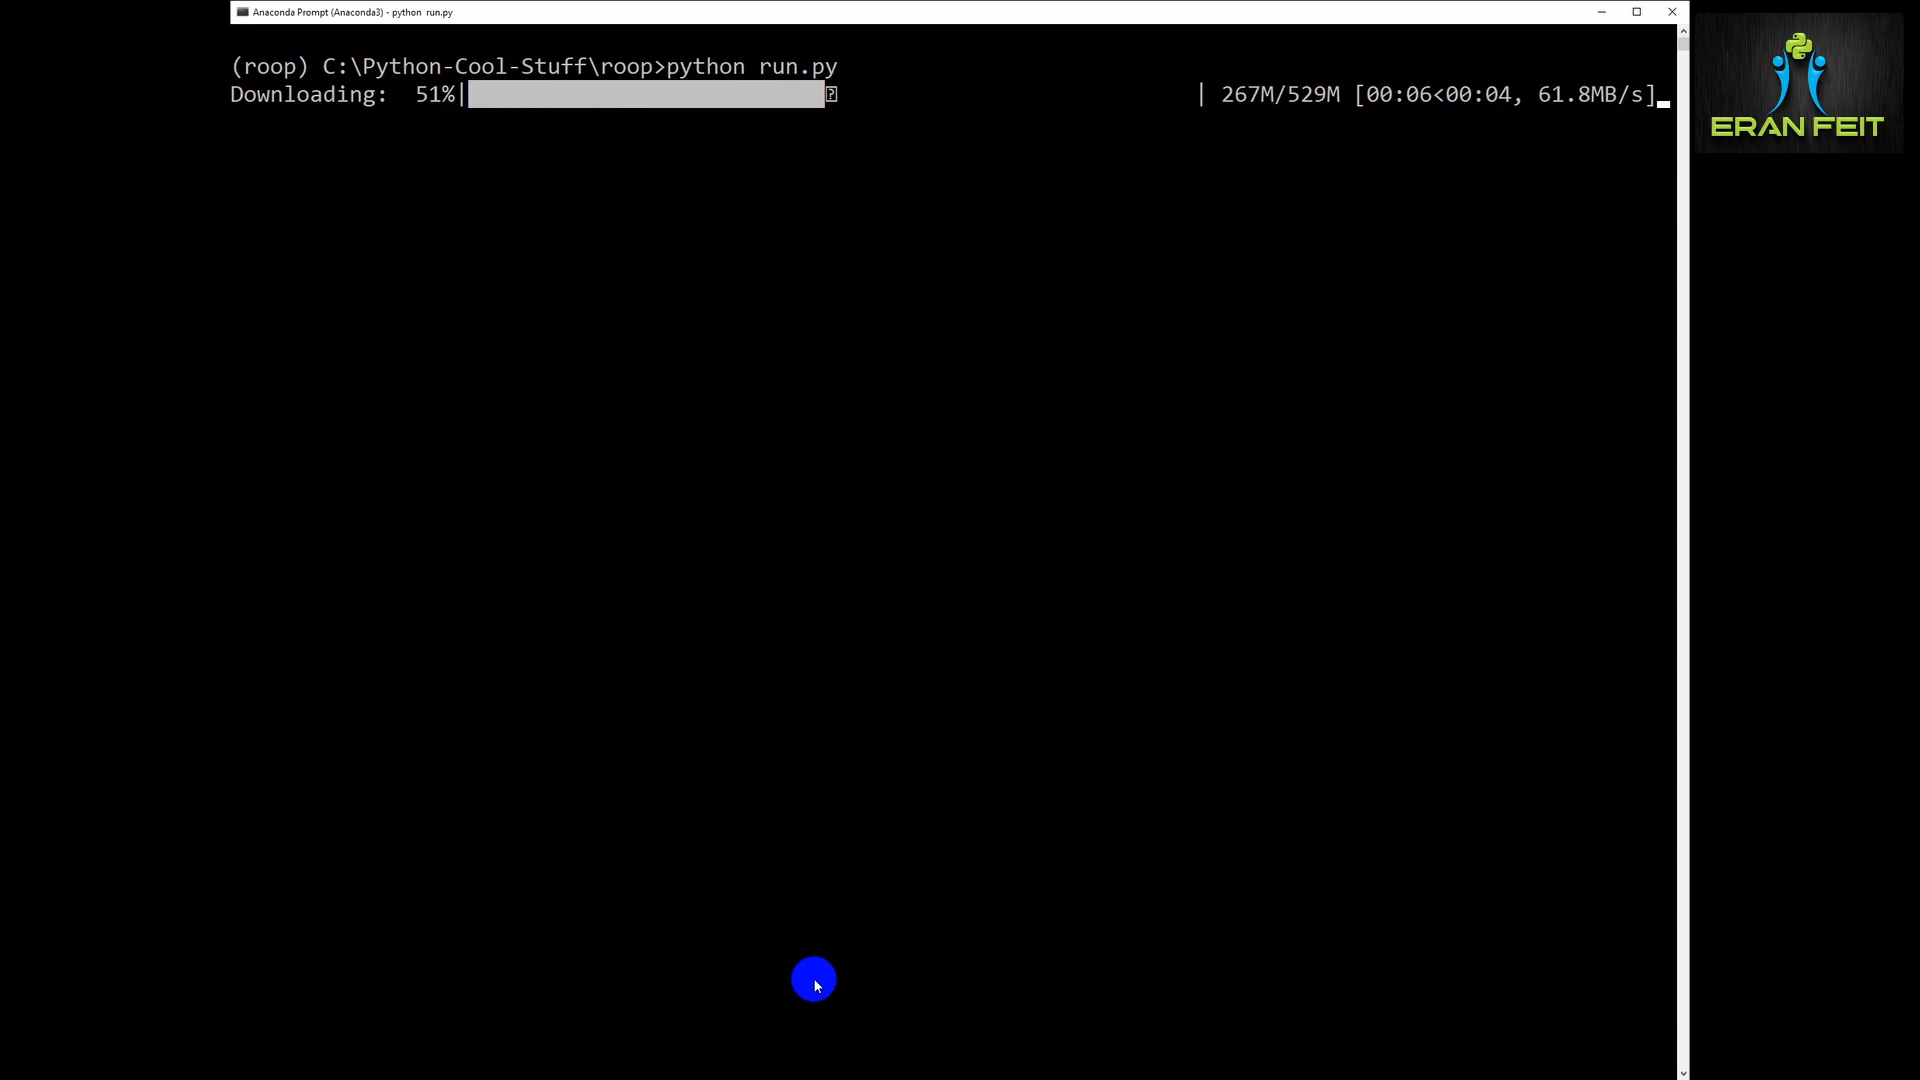 Anaconda Prompt (Anaconda3) - python  run.py
(roop) C:\Python-Cool-Stuff\roop>python run.py
Downloading:  51%| | 267M/529M [00:06<00:04, 61.8MB/s]
ERAN FEIT